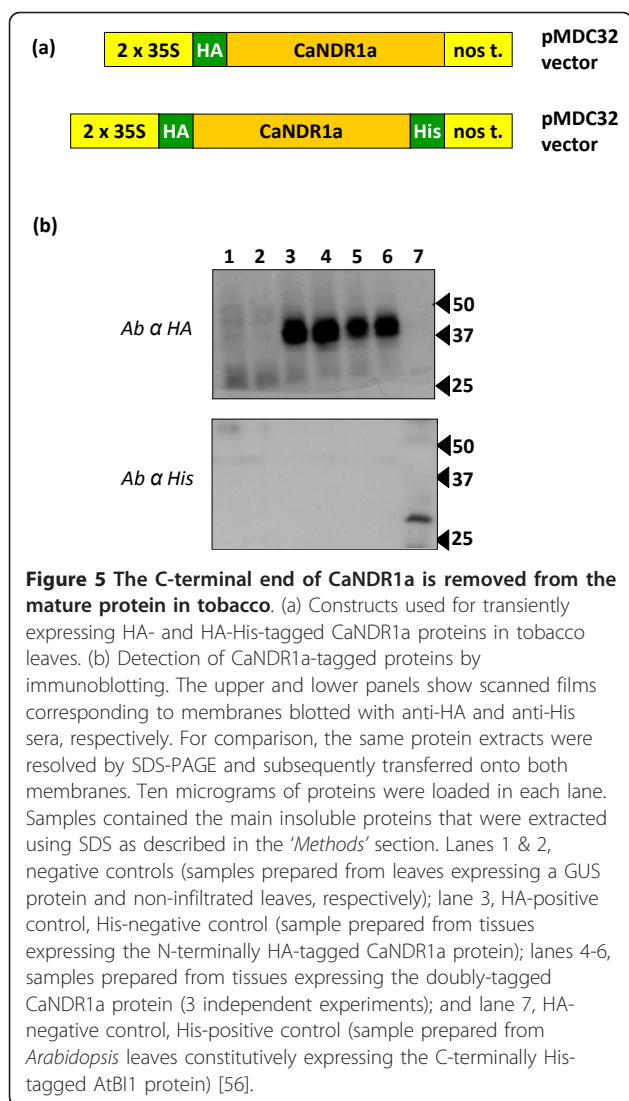 (a)
2 x 35S HA CaNDR1a nos t. pMDC32 vector
2 x 35S HA CaNDR1a His nos t. pMDC32 vector
(b)
1 2 3 4 5 6 7
Ab α HA
50
37
25
Ab α His
50
37
25
Figure 5 The C-terminal end of CaNDR1a is removed from the
mature protein in tobacco. (a) Constructs used for transiently
expressing HA- and HA-His-tagged CaNDR1a proteins in tobacco
leaves. (b) Detection of CaNDR1a-tagged proteins by
immunoblotting. The upper and lower panels show scanned films
corresponding to membranes blotted with anti-HA and anti-His
sera, respectively. For comparison, the same protein extracts were
resolved by SDS-PAGE and subsequently transferred onto both
membranes. Ten micrograms of proteins were loaded in each lane.
Samples contained the main insoluble proteins that were extracted
using SDS as described in the 'Methods' section. Lanes 1 & 2,
negative controls (samples prepared from leaves expressing a GUS
protein and non-infiltrated leaves, respectively); lane 3, HA-positive
control, His-negative control (sample prepared from tissues
expressing the N-terminally HA-tagged CaNDR1a protein); lanes 4-6,
samples prepared from tissues expressing the doubly-tagged
CaNDR1a protein (3 independent experiments); and lane 7, HA-
negative control, His-positive control (sample prepared from
Arabidopsis leaves constitutively expressing the C-terminally His-
tagged AtBI1 protein) [56].